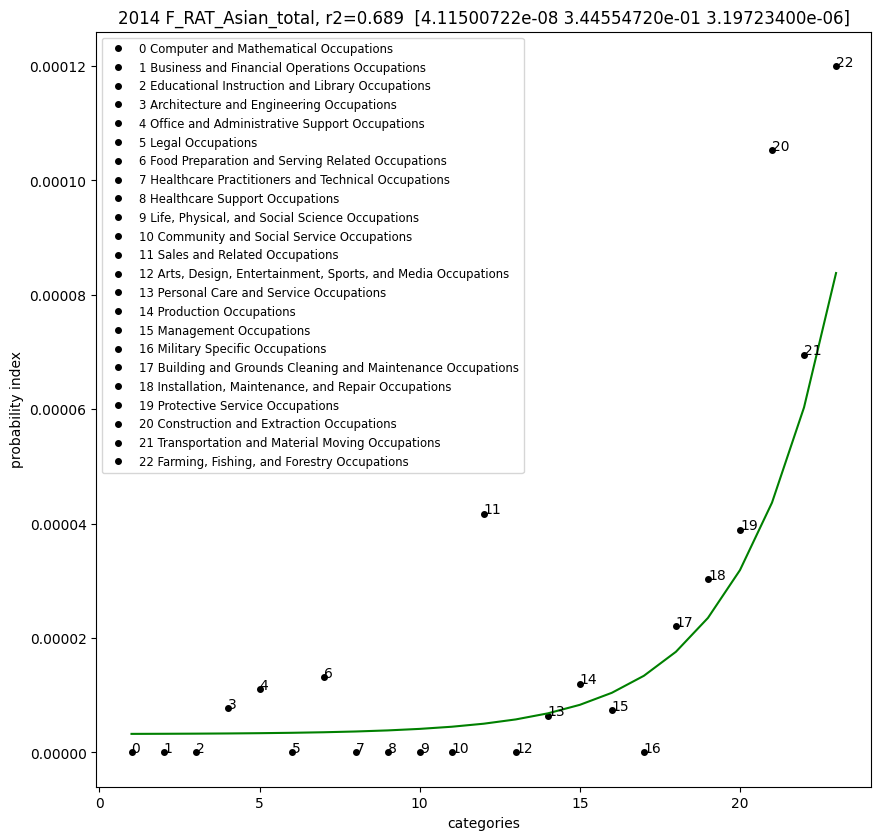 2014 F_RAT_Asian_total, r2=0.689  [4.11500722e-08 3.44554720e-01 3.19723400e-06]
0 Computer and Mathematical Occupations
1 Business and Financial Operations Occupations
2 Educational Instruction and Library Occupations
3 Architecture and Engineering Occupations
4 Office and Administrative Support Occupations
5 Legal Occupations
6 Food Preparation and Serving Related Occupations
7 Healthcare Practitioners and Technical Occupations
8 Healthcare Support Occupations
9 Life, Physical, and Social Science Occupations
10 Community and Social Service Occupations
11 Sales and Related Occupations
12 Arts, Design, Entertainment, Sports, and Media Occupations
13 Personal Care and Service Occupations
14 Production Occupations
15 Management Occupations
16 Military Specific Occupations
17 Building and Grounds Cleaning and Maintenance Occupations
18 Installation, Maintenance, and Repair Occupations
19 Protective Service Occupations
20 Construction and Extraction Occupations
21 Transportation and Material Moving Occupations
22 Farming, Fishing, and Forestry Occupations
probability index
0.00012
0.00010
0.00008
0.00006
0.00004
0.00002
0.00000
0
1
2
3
4
5
6
7
8
9
10
11
12
13
14
15
16
17
18
19
20
21
22
0
5
10
15
20
categories